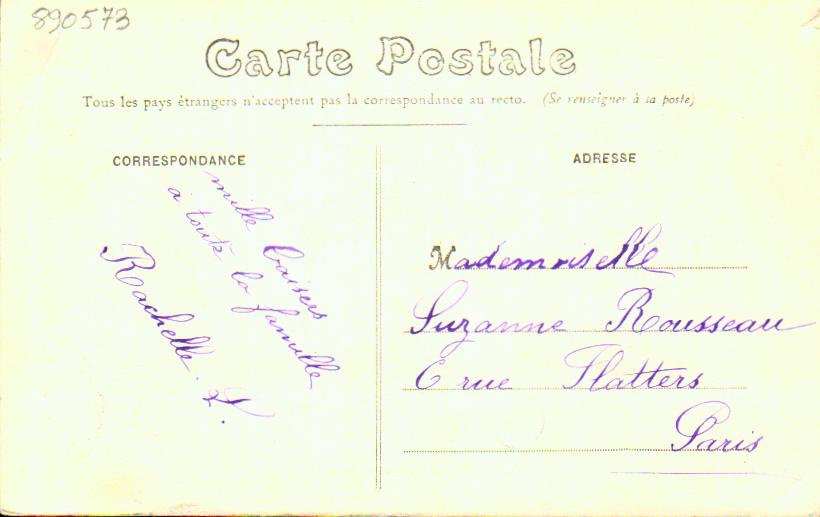 890573
Carte Postale
Tous les pays étrangers n'acceptent pas la correspondance au recto. (Se renseigner à la poste)
CORRESPONDANCE
mille baisers
à toute la famille
Rachelle. L.
ADRESSE
Mademoiselle
Suzanne Rousseau
6 rue Flatters
Paris